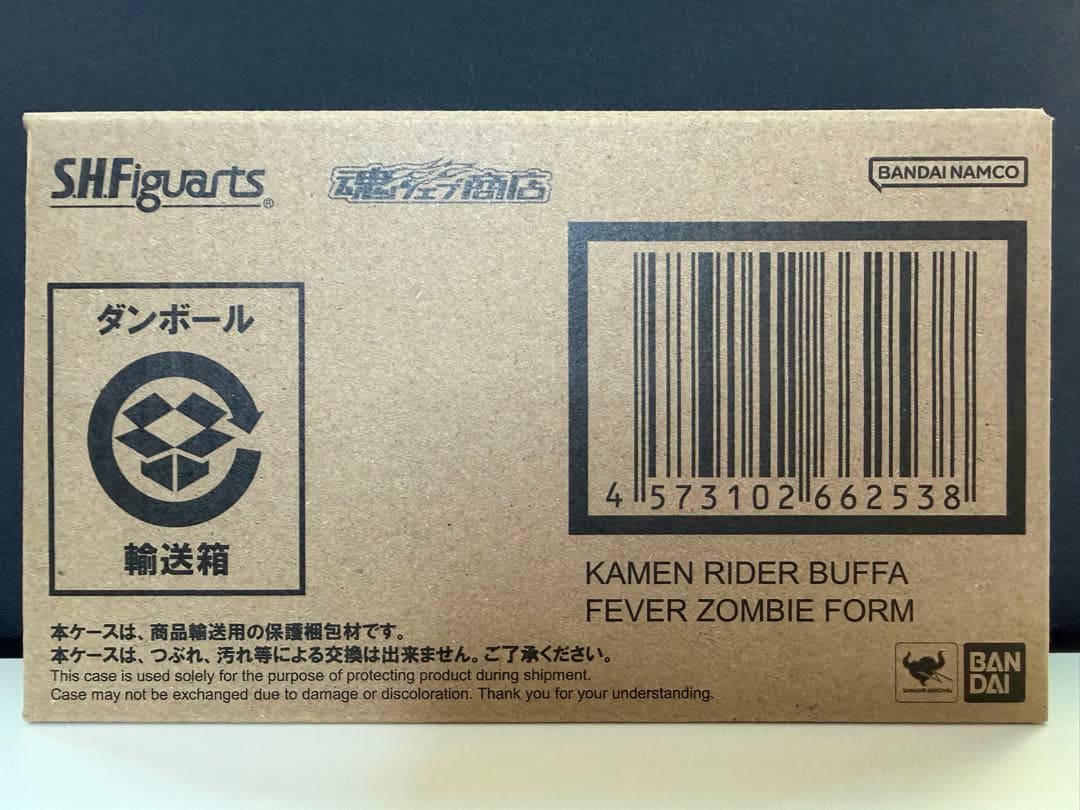 S.H.Figuarts®
魂ウェブ商店
BANDAI NAMCO
ダンボール
輸送箱
4 573102 662538
KAMEN RIDER BUFFA
FEVER ZOMBIE FORM
本ケースは、商品輸送用の保護梱包材です。
本ケースは、つぶれ、汚れ等による交換は出来ません。ご了承ください。
This case is used solely for the purpose of protecting product during shipment.
Case may not be exchanged due to damage or discoloration. Thank you for your understanding.
TAMASHII NATIONS
BAN
DAI